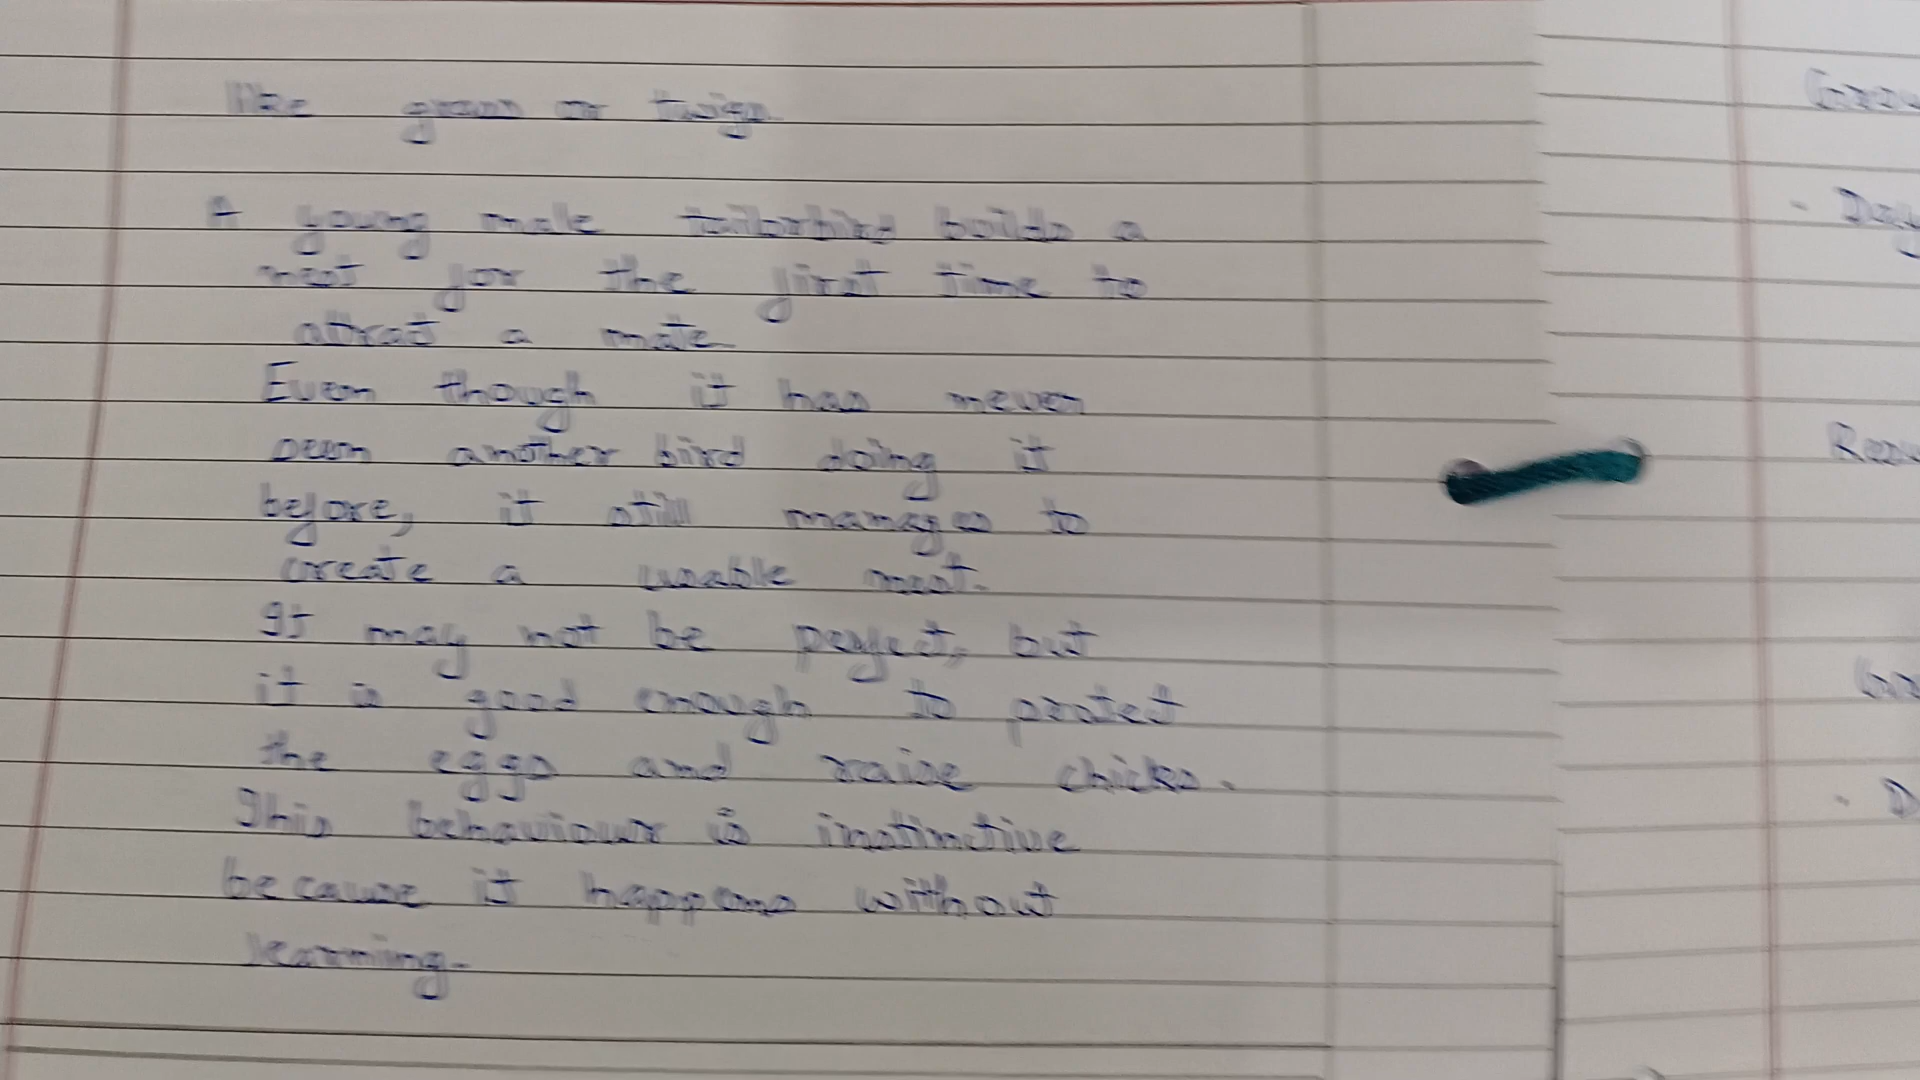 like grass or twigs.
A young male tailorbird builds a
nest for the first time to
attract a mate.
Even though it has never
seen another bird doing it
before, it still manages to
create a usable nest.
It may not be perfect, but
it is good enough to protect
the eggs and raise chicks.
This behaviour is instinctive
because it happens without
learning.